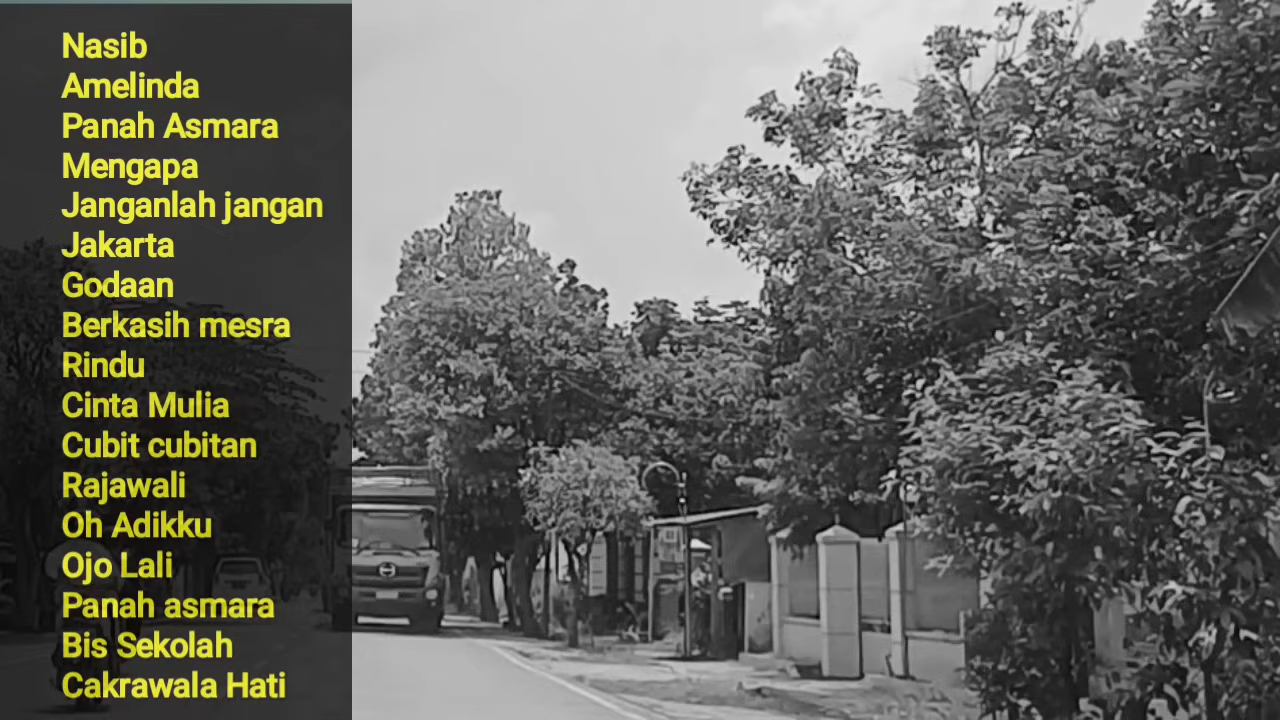 Nasib
Amelinda
Panah Asmara
Mengapa
Janganlah jangan
Jakarta
Godaan
Berkasih mesra
Rindu
Cinta Mulia
Cubit cubitan
Rajawali
Oh Adikku
Ojo Lali
Panah asmara
Bis Sekolah
Cakrawala Hati